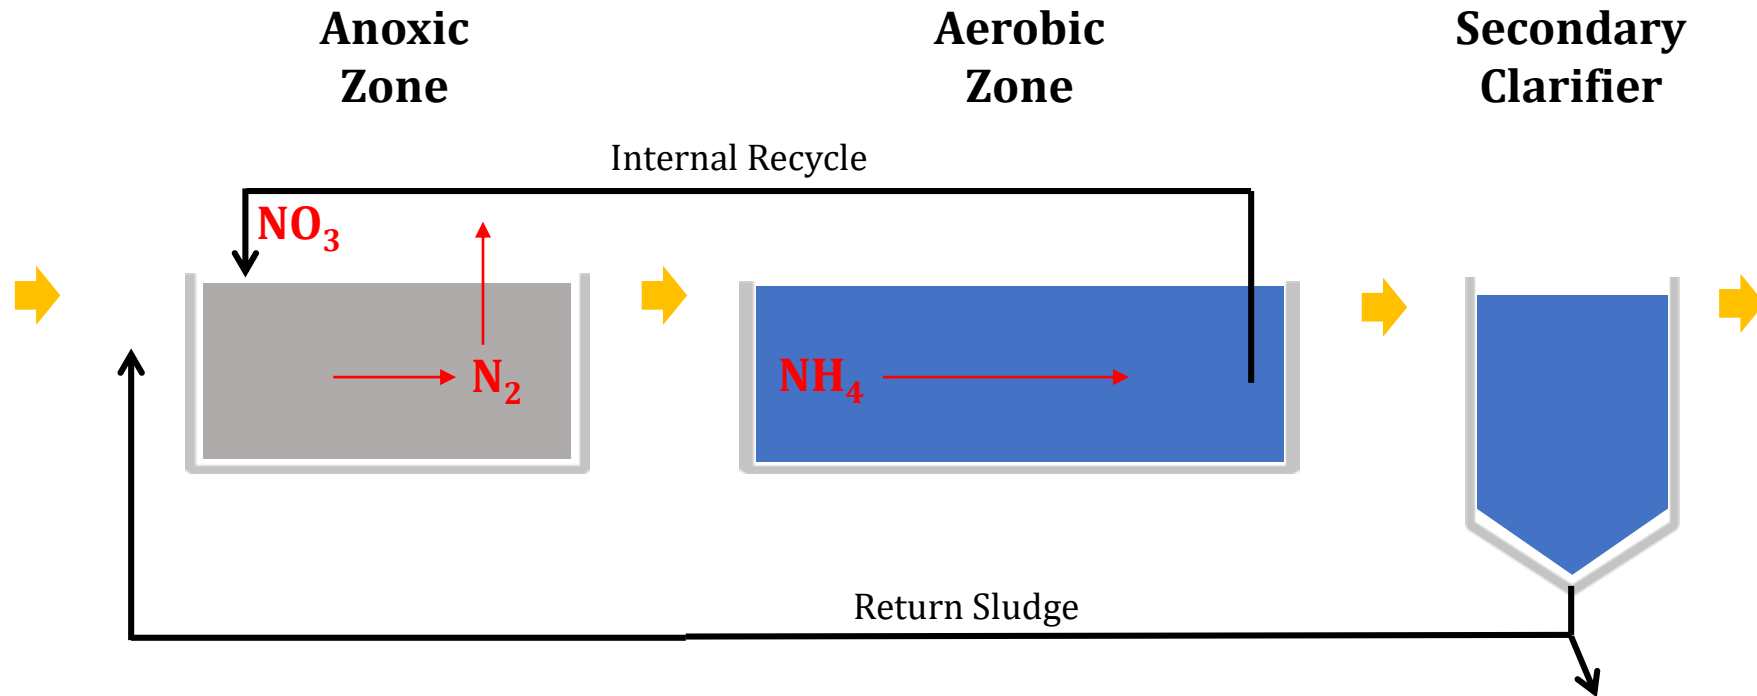 Anoxic
Zone
Aerobic
Zone
Secondary
Clarifier
Internal Recycle
NO₃
N₂
NH₄
Return Sludge